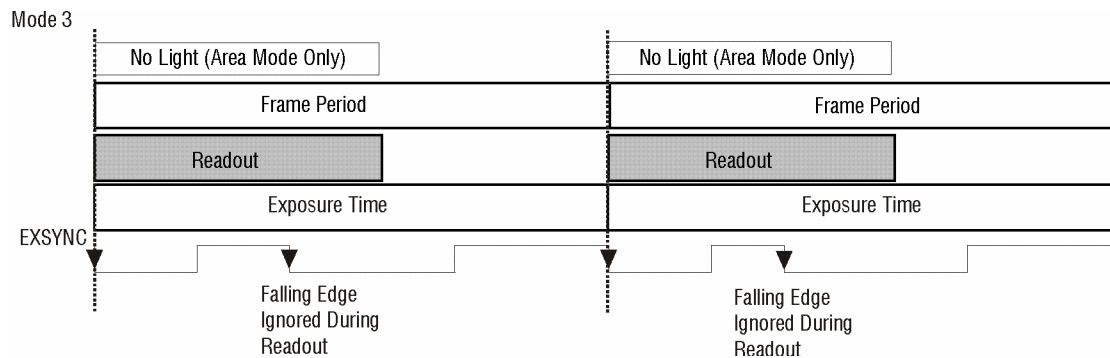 Mode 3
No Light (Area Mode Only) No Light (Area Mode Only)
Frame Period Frame Period
Readout Readout
Exposure Time Exposure Time
EXSYNC
Falling Edge
Ignored During
Readout
Falling Edge
Ignored During
Readout